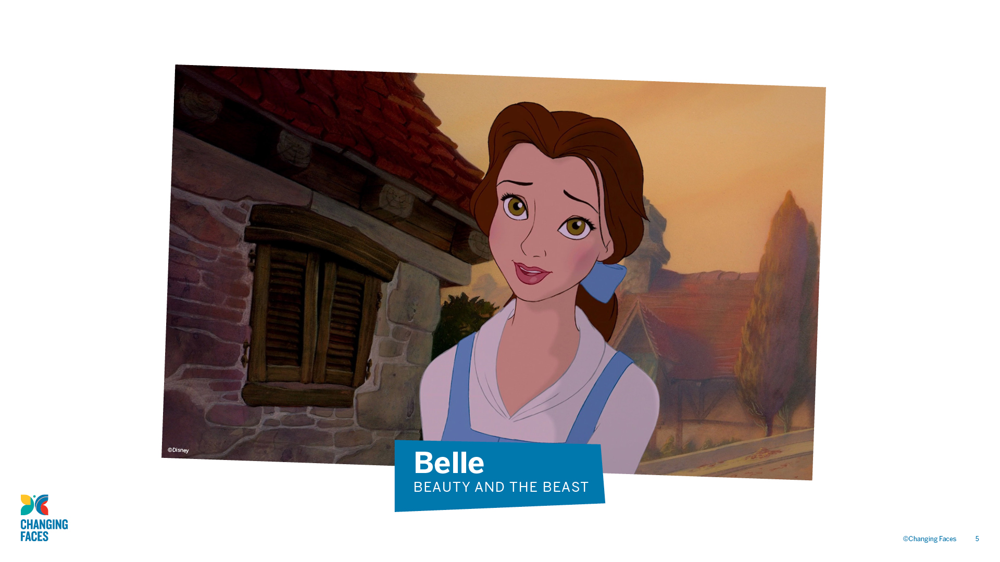 ©Disney
Belle
BEAUTY AND THE BEAST
CHANGING
FACES
©Changing Faces 5